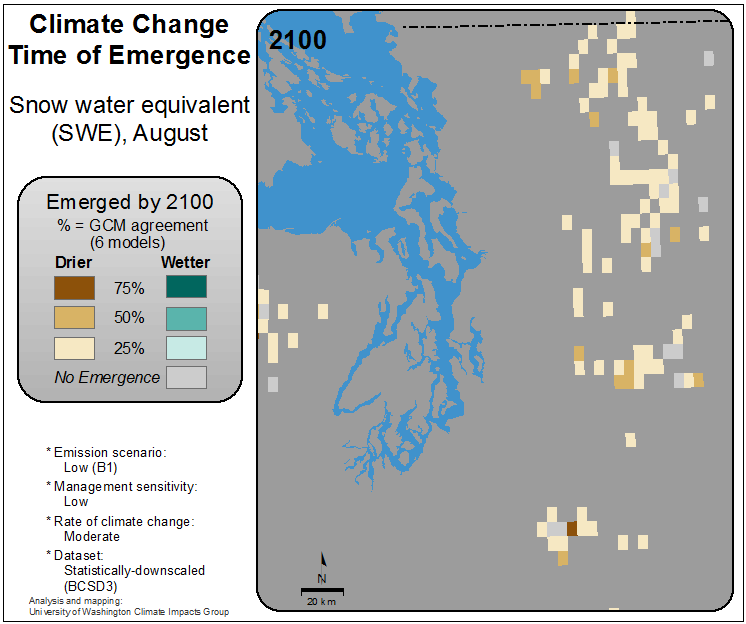 Climate Change
Time of Emergence
Snow water equivalent
(SWE), August
Emerged by 2100
% = GCM agreement
(6 models)
Drier Wetter
75%
50%
25%
No Emergence
* Emission scenario:
Low (B1)
* Management sensitivity:
Low
* Rate of climate change:
Moderate
* Dataset:
Statistically-downscaled
(BCSD3)
Analysis and mapping:
University of Washington Climate Impacts Group
2100
N
20 km